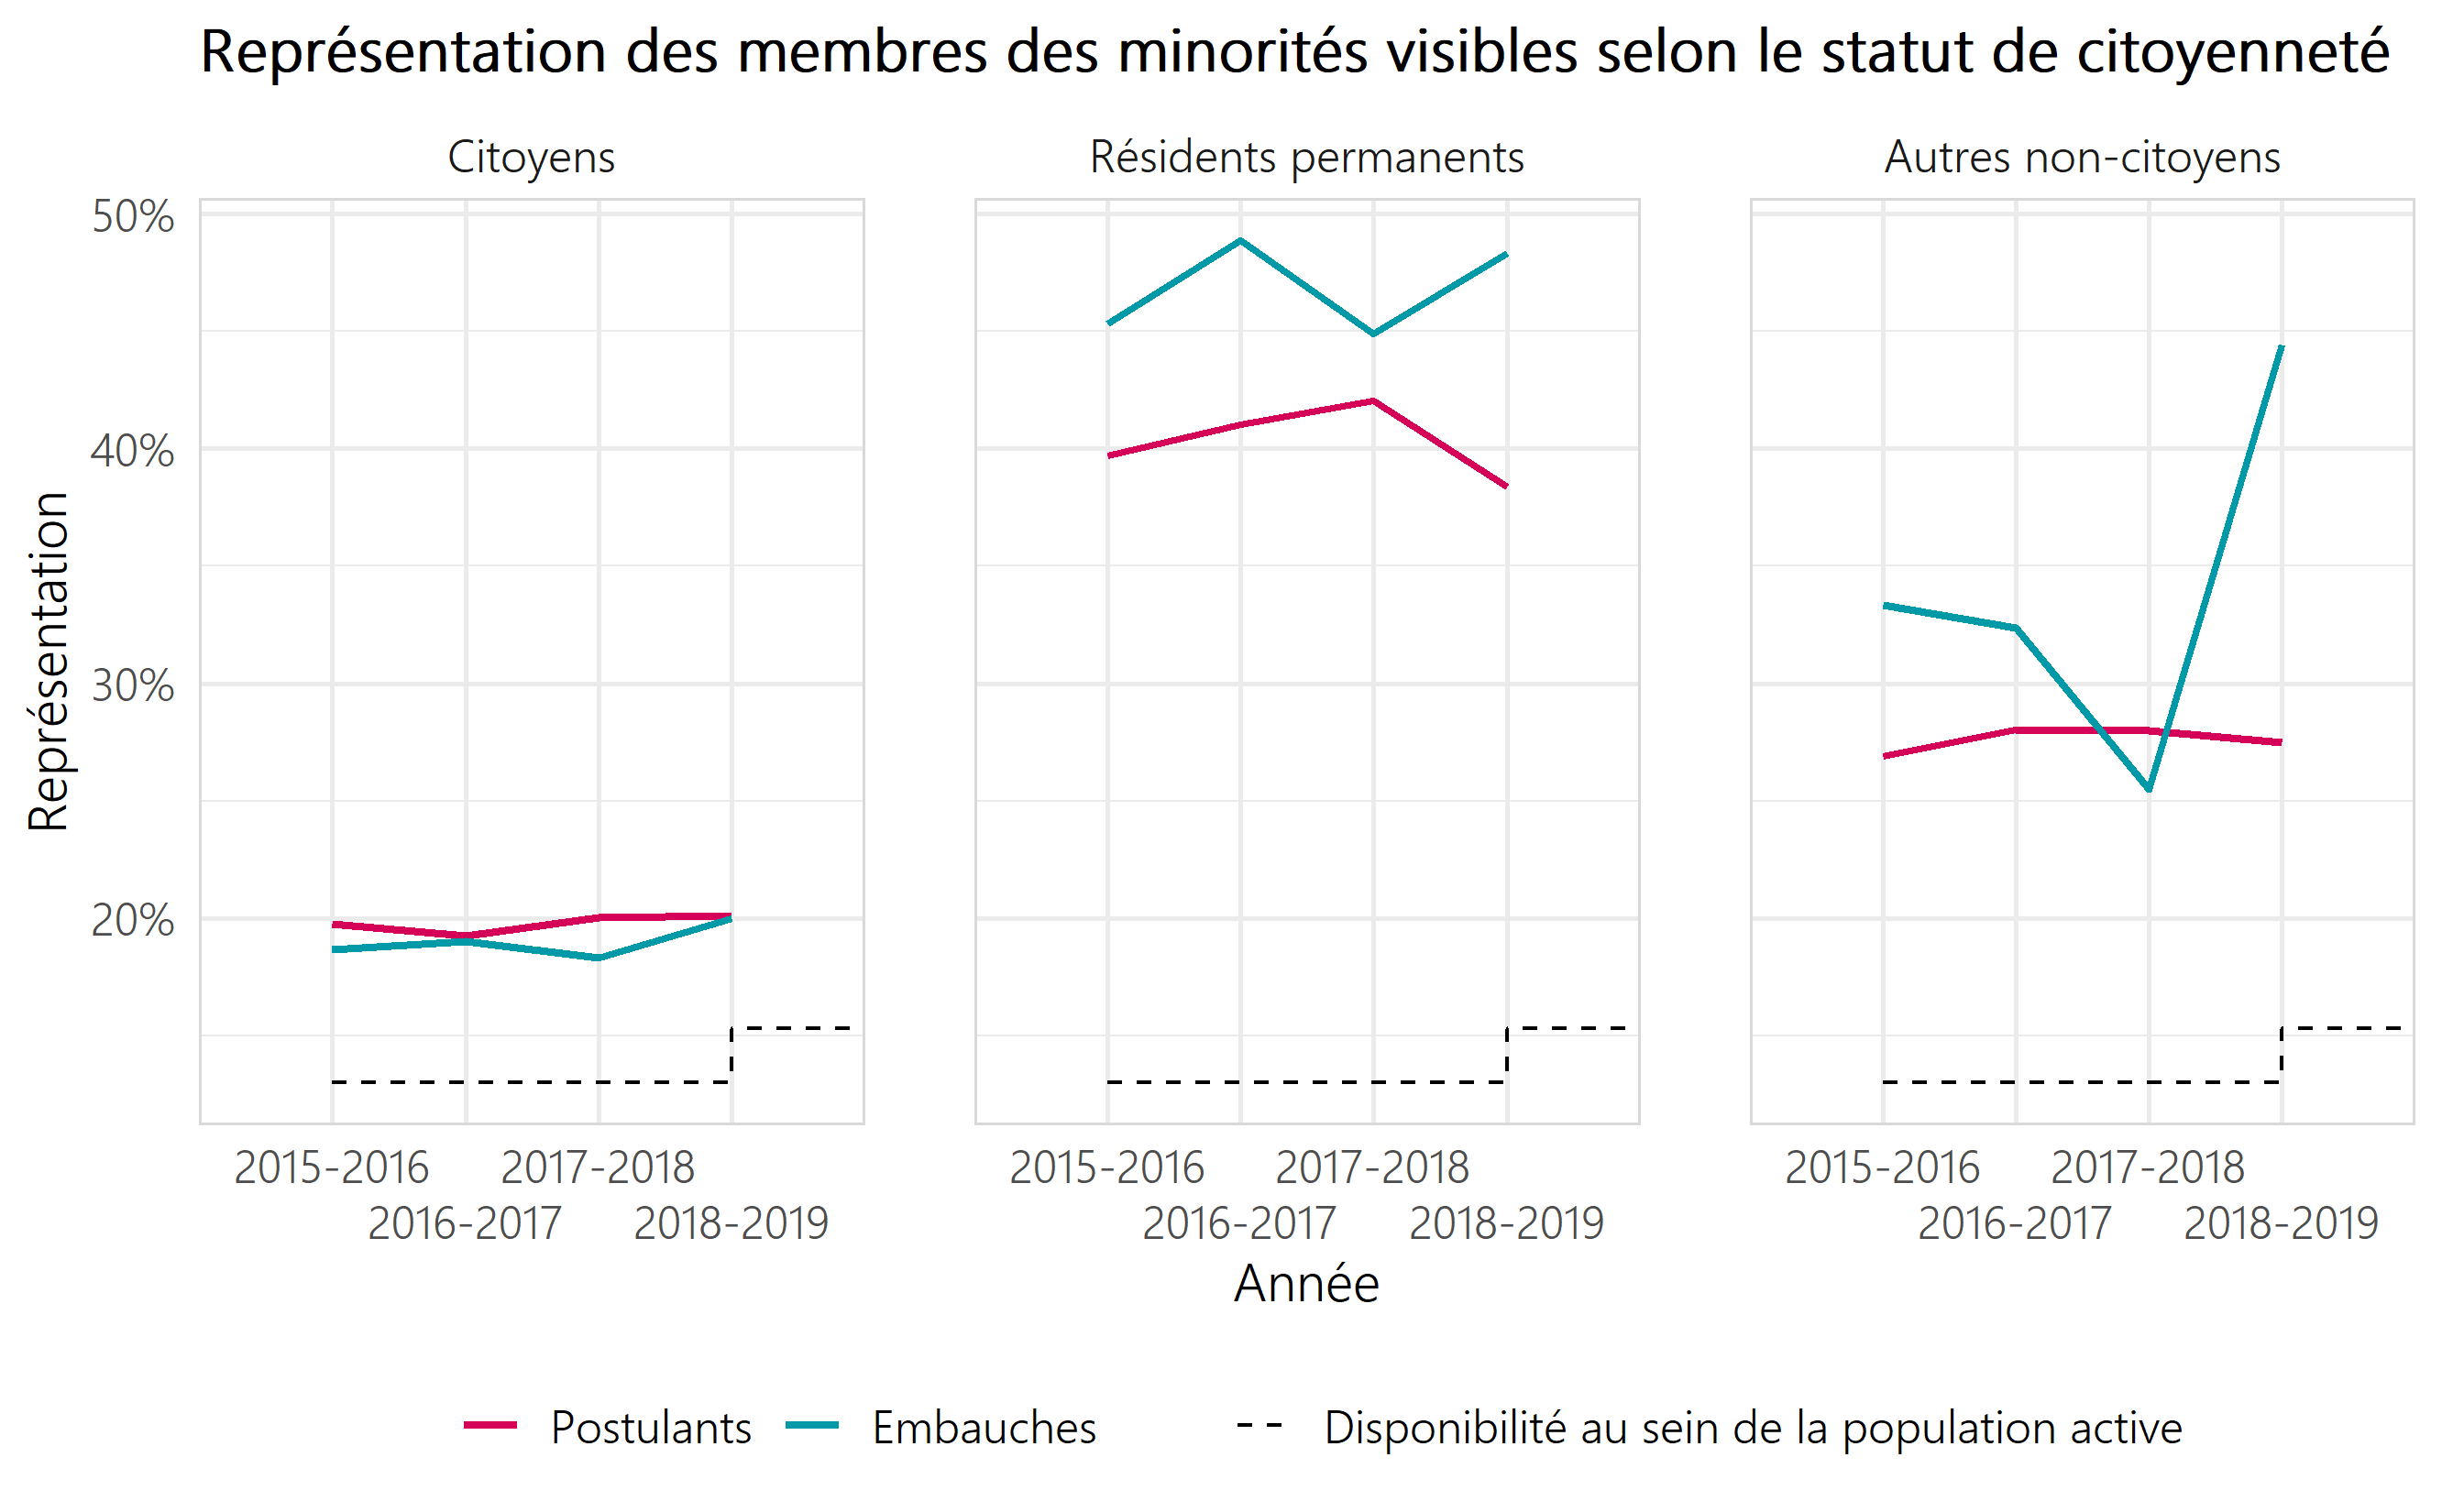 Représentation des membres des minorités visibles selon le statut de citoyenneté
Citoyens
Résidents permanents
Autres non-citoyens
50%
40%
30%
20%
Représentation
2015-2016 2017-2018 2015-2016 2017-2018 2015-2016 2017-2018
2016-2017 2018-2019 2016-2017 2018-2019 2016-2017 2018-2019
Année
Postulants Embauches Disponibilité au sein de la population active